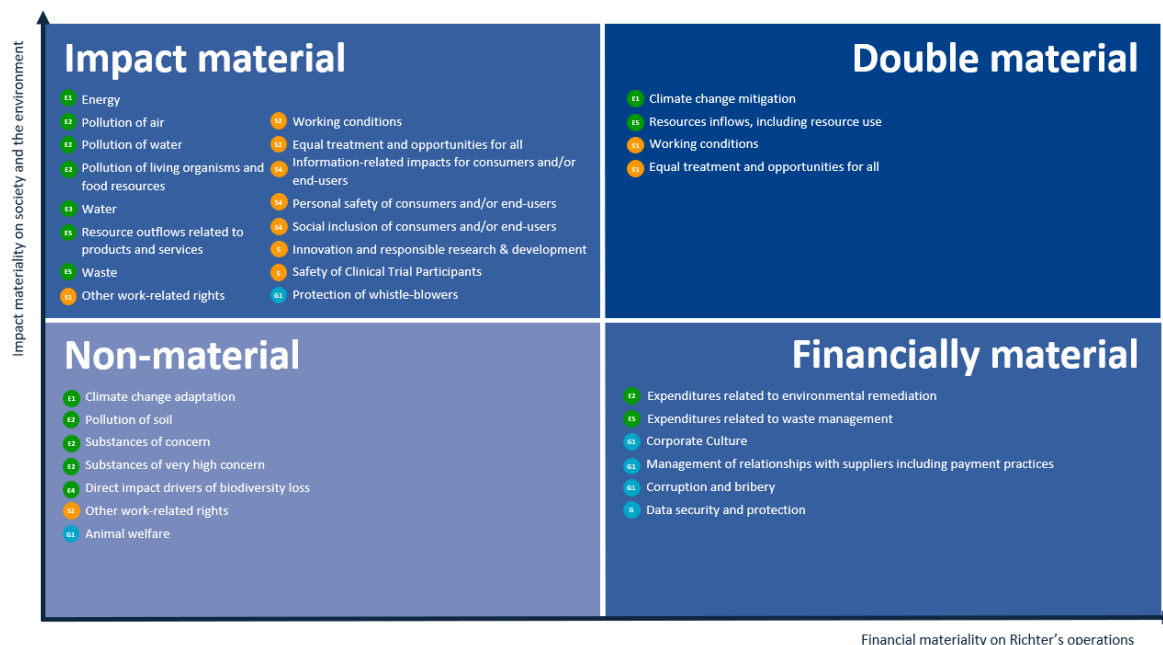 Impact materiality on society and the environment
Impact material
E1 Energy
E2 Pollution of air
E2 Pollution of water
E2 Pollution of living organisms and
food resources
E3 Water
E5 Resource outflows related to
products and services
E5 Waste
S1 Other work-related rights
S2 Working conditions
S2 Equal treatment and opportunities for all
S4 Information-related impacts for consumers and/or
end-users
S4 Personal safety of consumers and/or end-users
S4 Social inclusion of consumers and/or end-users
S Innovation and responsible research & development
S Safety of Clinical Trial Participants
G1 Protection of whistle-blowers
Double material
E1 Climate change mitigation
E5 Resources inflows, including resource use
S1 Working conditions
S1 Equal treatment and opportunities for all
Non-material
E1 Climate change adaptation
E2 Pollution of soil
E2 Substances of concern
E2 Substances of very high concern
E4 Direct impact drivers of biodiversity loss
S2 Other work-related rights
G1 Animal welfare
Financially material
E2 Expenditures related to environmental remediation
E5 Expenditures related to waste management
G1 Corporate Culture
G1 Management of relationships with suppliers including payment practices
G1 Corruption and bribery
G Data security and protection
Financial materiality on Richter's operations